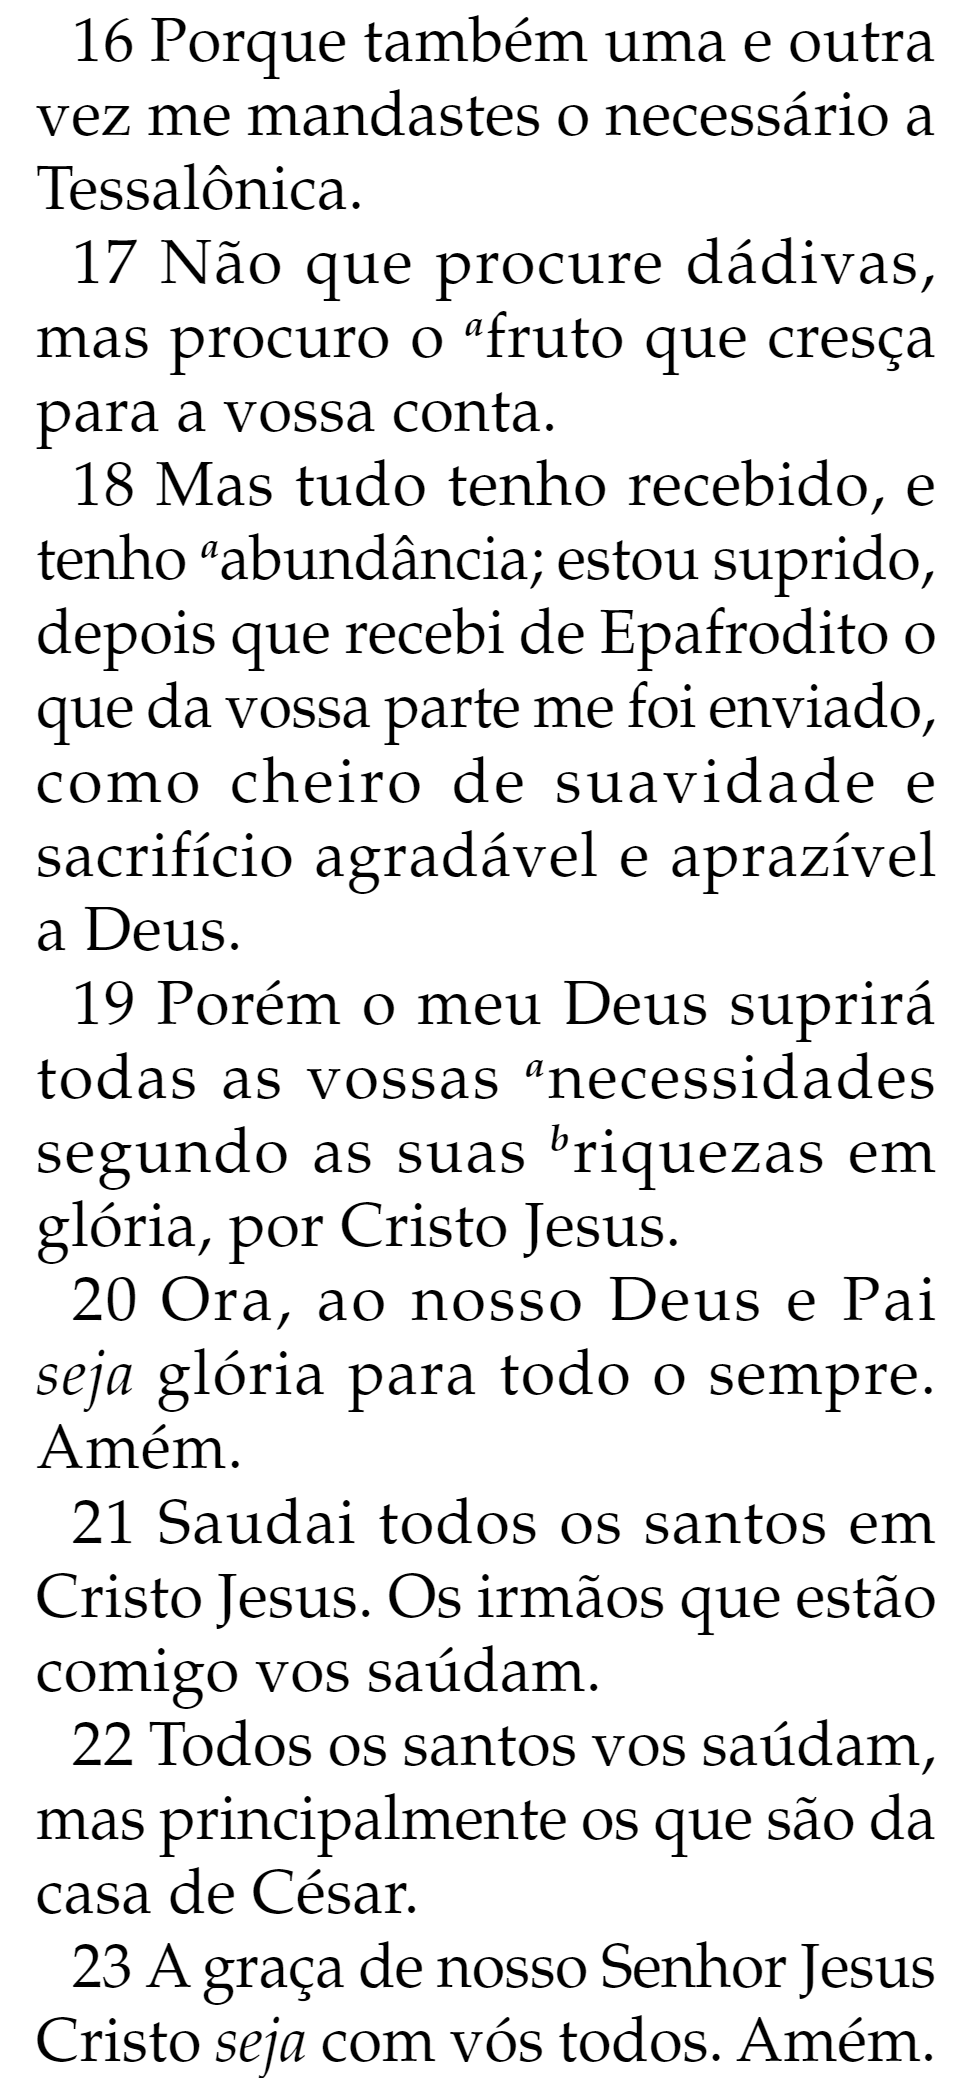 16 Porque também uma e outra
vez me mandastes o necessário a
Tessalônica.
17 Não que procure dádivas,
mas procuro o ᵃfruto que cresça
para a vossa conta.
18 Mas tudo tenho recebido, e
tenho ᵃabundância; estou suprido,
depois que recebi de Epafrodito o
que da vossa parte me foi enviado,
como cheiro de suavidade e
sacrifício agradável e aprazível
a Deus.
19 Porém o meu Deus suprirá
todas as vossas ᵃnecessidades
segundo as suas ᵇriquezas em
glória, por Cristo Jesus.
20 Ora, ao nosso Deus e Pai
seja glória para todo o sempre.
Amém.
21 Saudai todos os santos em
Cristo Jesus. Os irmãos que estão
comigo vos saúdam.
22 Todos os santos vos saúdam,
mas principalmente os que são da
casa de César.
23 A graça de nosso Senhor Jesus
Cristo seja com vós todos. Amém.